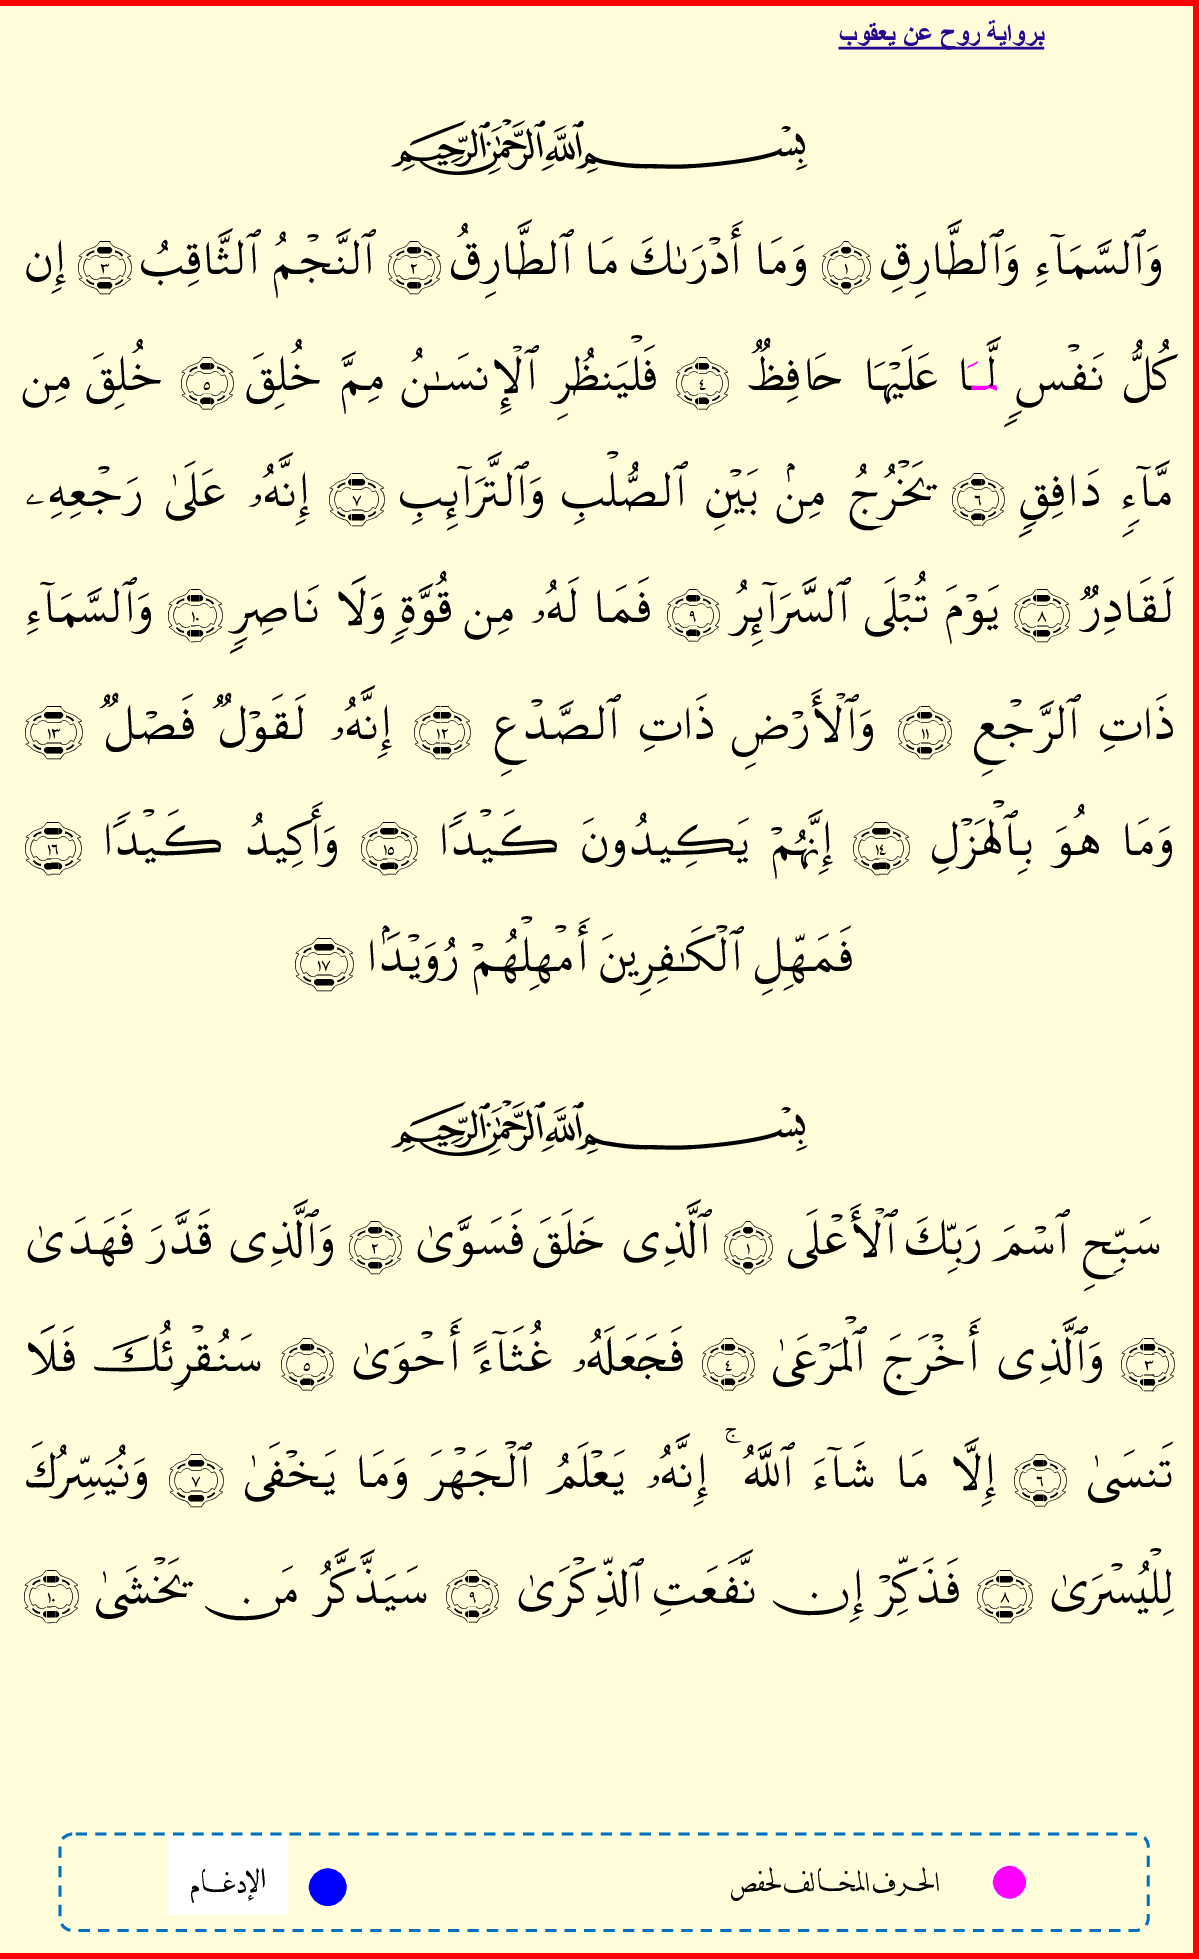 برواية روح عن يعقوب
بِسْمِ ٱللَّهِ ٱلرَّحْمَٰنِ ٱلرَّحِيمِ
وَٱلسَّمَآءِ وَٱلطَّارِقِ ١ وَمَا أَدْرَىٰكَ مَا ٱلطَّارِقُ ٢ ٱلنَّجْمُ ٱلثَّاقِبُ ٣ إِن
كُلُّ نَفْسٍ لَّمَا عَلَيْهَا حَافِظٌ ٤ فَلْيَنظُرِ ٱلْإِنسَٰنُ مِمَّ خُلِقَ ٥ خُلِقَ مِن
مَّآءٍ دَافِقٍ ٦ يَخْرُجُ مِنۢ بَيْنِ ٱلصُّلْبِ وَٱلتَّرَآئِبِ ٧ إِنَّهُۥ عَلَىٰ رَجْعِهِۦ
لَقَادِرٌ ٨ يَوْمَ تُبْلَى ٱلسَّرَآئِرُ ٩ فَمَا لَهُۥ مِن قُوَّةٍ وَلَا نَاصِرٍ ١٠ وَٱلسَّمَآءِ
ذَاتِ ٱلرَّجْعِ ١١ وَٱلْأَرْضِ ذَاتِ ٱلصَّدْعِ ١٢ إِنَّهُۥ لَقَوْلٌ فَصْلٌ ١٣
وَمَا هُوَ بِٱلْهَزْلِ ١٤ إِنَّهُمْ يَكِيدُونَ كَيْدًا ١٥ وَأَكِيدُ كَيْدًا ١٦
فَمَهِّلِ ٱلْكَٰفِرِينَ أَمْهِلْهُمْ رُوَيْدَۢا ١٧
بِسْمِ ٱللَّهِ ٱلرَّحْمَٰنِ ٱلرَّحِيمِ
سَبِّحِ ٱسْمَ رَبِّكَ ٱلْأَعْلَى ١ ٱلَّذِى خَلَقَ فَسَوَّىٰ ٢ وَٱلَّذِى قَدَّرَ فَهَدَىٰ
٣ وَٱلَّذِى أَخْرَجَ ٱلْمَرْعَىٰ ٤ فَجَعَلَهُۥ غُثَآءً أَحْوَىٰ ٥ سَنُقْرِئُكَ فَلَا
تَنسَىٰ ٦ إِلَّا مَا شَآءَ ٱللَّهُ ۚ إِنَّهُۥ يَعْلَمُ ٱلْجَهْرَ وَمَا يَخْفَىٰ ٧ وَنُيَسِّرُكَ
لِلْيُسْرَىٰ ٨ فَذَكِّرْ إِن نَّفَعَتِ ٱلذِّكْرَىٰ ٩ سَيَذَّكَّرُ مَن يَخْشَىٰ ١٠
الحرف المخالف لحفص
الإدغام